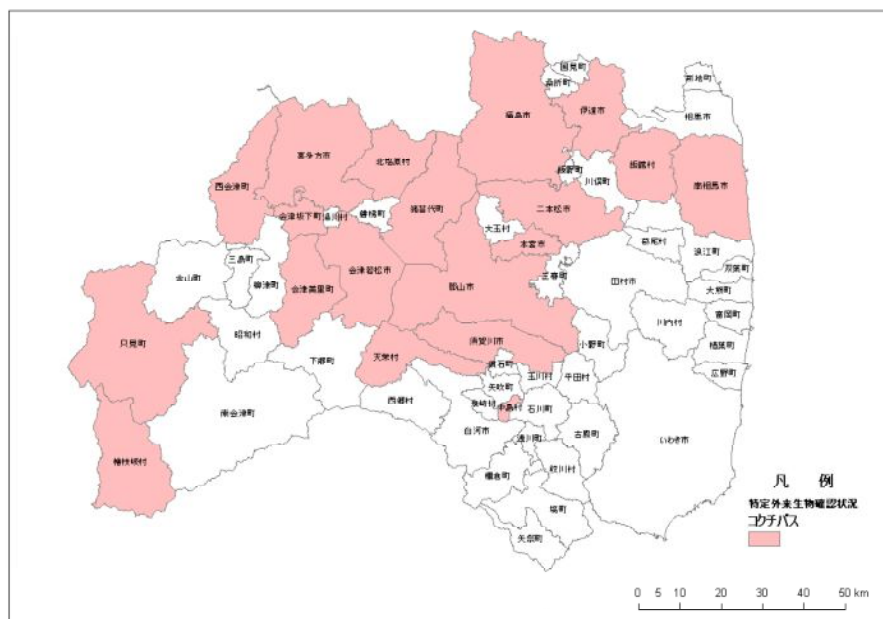 国見町
桑折町
新地町
相馬市
福島市
伊達市
飯野町
川俣町
飯舘村
南相馬市
喜多方市
北塩原村
西会津町
猪苗代町
会津坂下町
湯川村
磐梯町
二本松市
大玉村
本宮市
葛尾村
浪江町
双葉町
三島町
金山町
柳津町
会津美里町
会津若松市
郡山市
三春町
田村市
大熊町
富岡町
川内村
楢葉町
広野町
只見町
昭和村
下郷町
天栄村
須賀川市
小野町
鏡石町
玉川村
平田村
矢吹町
泉崎村
中島村
石川町
西郷村
南会津町
白河市
浅川町
古殿町
いわき市
檜枝岐村
棚倉町
鮫川村
塙町
矢祭町
凡 例
特定外来生物確認状況
コクチバス
0 5 10 20 30 40 50 km